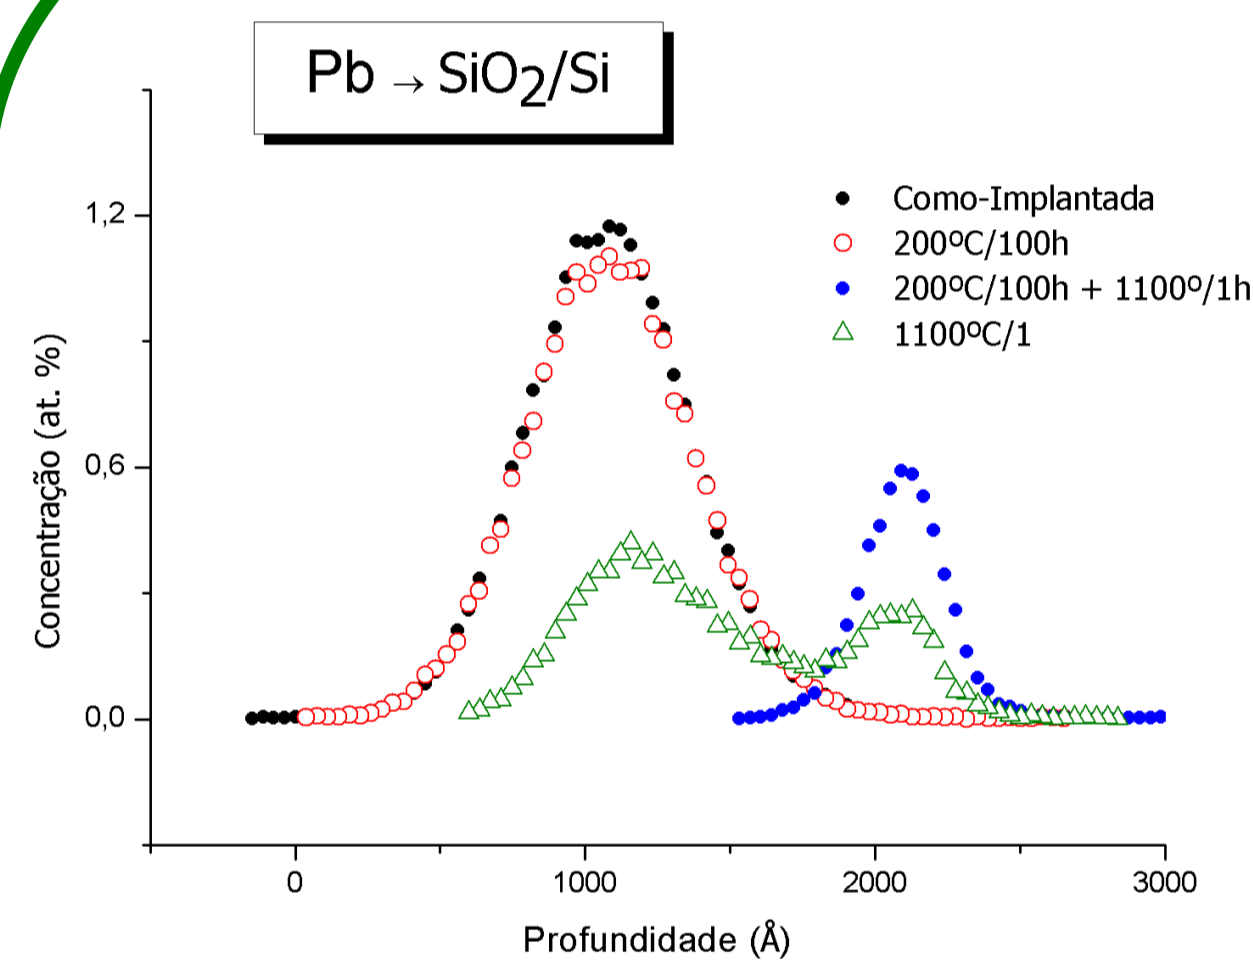 Pb → SiO2/Si
Como-Implantada
200ºC/100h
200ºC/100h + 1100º/1h
1100ºC/1
Concentração (at. %)
1,2
0,6
0,0
0
1000
2000
3000
Profundidade (Å)